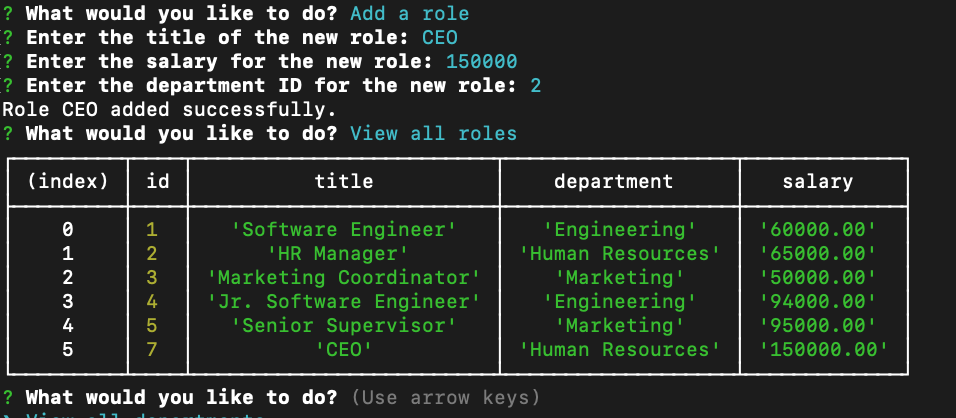 ? What would you like to do? Add a role
? Enter the title of the new role: CEO
? Enter the salary for the new role: 150000
? Enter the department ID for the new role: 2
Role CEO added successfully.
? What would you like to do? View all roles
(index) id title department salary
0 1 'Software Engineer' 'Engineering' '60000.00'
1 2 'HR Manager' 'Human Resources' '65000.00'
2 3 'Marketing Coordinator' 'Marketing' '50000.00'
3 4 'Jr. Software Engineer' 'Engineering' '94000.00'
4 5 'Senior Supervisor' 'Marketing' '95000.00'
5 7 'CEO' 'Human Resources' '150000.00'
? What would you like to do? (Use arrow keys)
View all departments